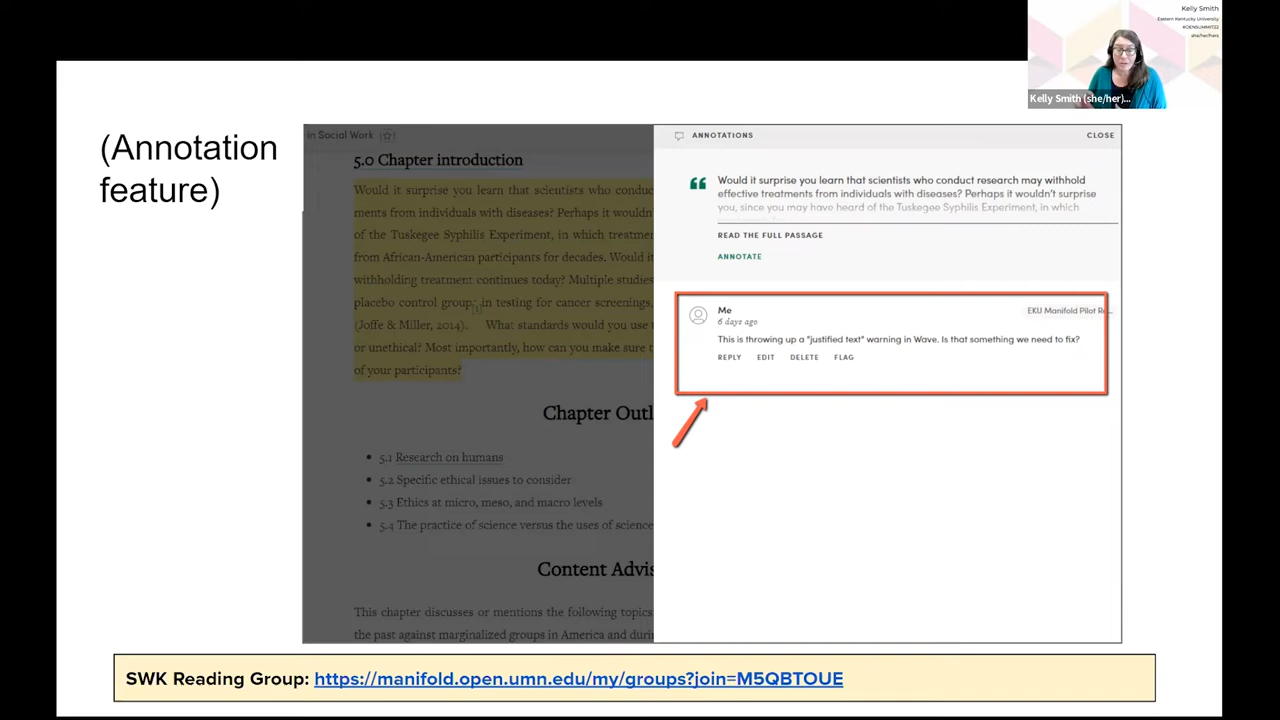 Kelly Smith
Eastern Kentucky University
#OENSUMMIT22
she/her/hers
Kelly Smith (she/her)...
(Annotation
feature)
in Social Work
5.0 Chapter introduction
Would it surprise you learn that scientists who conduc
ments from individuals with diseases? Perhaps it wouldn
of the Tuskegee Syphilis Experiment, in which treatme
from African-American participants for decades. Would i
withholding treatment continues today? Multiple studies
placebo control group,[1] in testing for cancer screenings,
(Joffe & Miller, 2014). What standards would you use t
or unethical? Most importantly, how can you make sure t
of your participants?
Chapter Outl
5.1 Research on humans
5.2 Specific ethical issues to consider
5.3 Ethics at micro, meso, and macro levels
5.4 The practice of science versus the uses of science
Content Advis
This chapter discusses or mentions the following topics
the past against marginalized groups in America and durin
ANNOTATIONS
CLOSE
Would it surprise you learn that scientists who conduct research may withhold
effective treatments from individuals with diseases? Perhaps it wouldn't surprise
you, since you may have heard of the Tuskegee Syphilis Experiment, in which
READ THE FULL PASSAGE
ANNOTATE
Me
EKU Manifold Pilot Re...
6 days ago
This is throwing up a "justified text" warning in Wave. Is that something we need to fix?
REPLY EDIT DELETE FLAG
SWK Reading Group: https://manifold.open.umn.edu/my/groups?join=M5QBTOUE